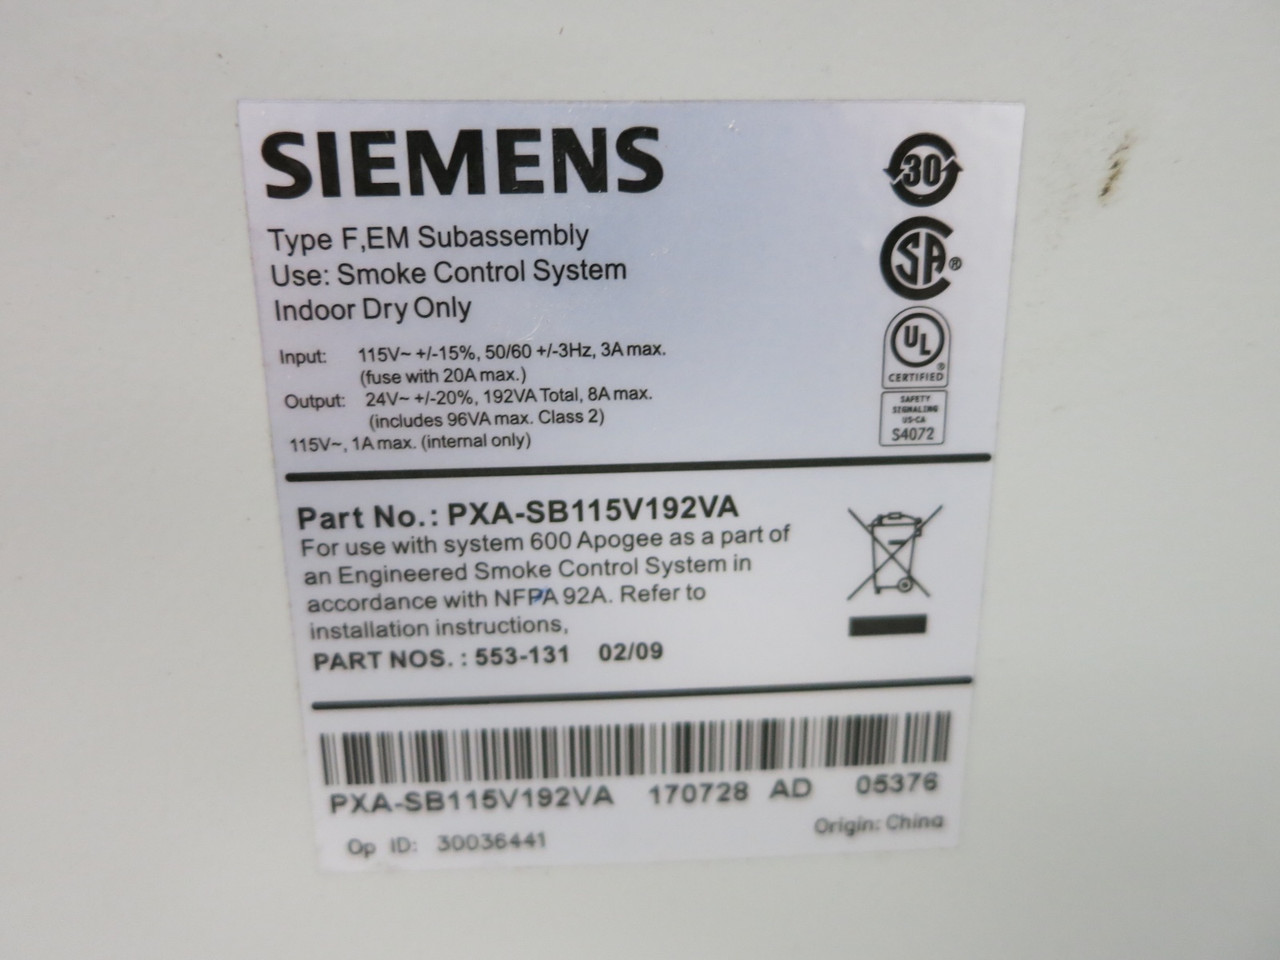 SIEMENS
Type F,EM Subassembly
Use: Smoke Control System
Indoor Dry Only
Input: 115V~ +/-15%, 50/60 +/-3Hz, 3A max.
(fuse with 20A max.)
Output: 24V~ +/-20%, 192VA Total, 8A max.
(includes 96VA max. Class 2)
115V~, 1A max. (internal only)
30
CSA®
UL®
CERTIFIED
SAFETY
SIGNALING
US-CA
S4072
Part No.: PXA-SB115V192VA
For use with system 600 Apogee as a part of
an Engineered Smoke Control System in
accordance with NFPA 92A. Refer to
installation instructions,
PART NOS. : 553-131 02/09
PXA-SB115V192VA 170728 AD 05376
Op ID: 30036441 Origin: China